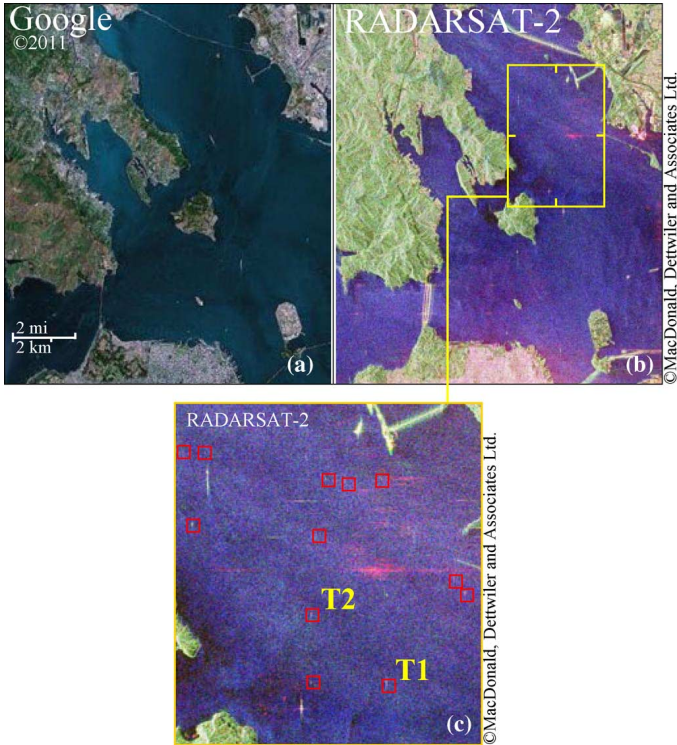 Google
©2011
RADARSAT-2
2 mi
2 km
(a)
(b)
©MacDonald. Dettwiler and Associates Ltd.
RADARSAT-2
T2
T1
(c)
©MacDonald, Dettwiler and Associates Ltd.